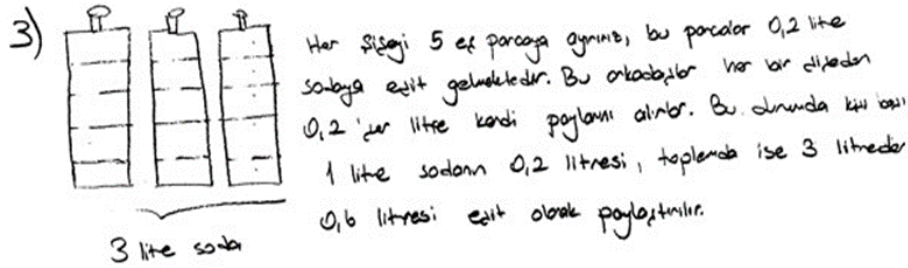 3)
Her şişeyi 5 eş parçaya ayırırız, bu parçalar 0,2 litre
sodaya eşit gelmektedir. Bu arkadaşlar her bir şişeden
0,2'şer litre kendi paylarını alırlar. Bu durumda kişi başı
1 litre sodanın 0,2 litresi, toplamda ise 3 litreden
0,6 litresi eşit olarak paylaştırılır.
3 litre soda